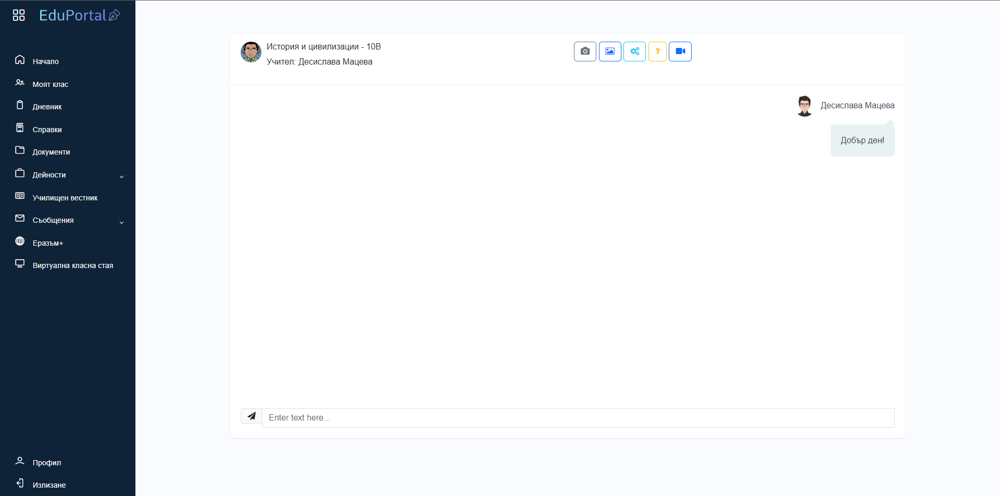 EduPortal
Начало
Моят клас
Дневник
Справки
Документи
Дейности
Училищен вестник
Съобщения
Еразъм+
Виртуална класна стая
Профил
Излизане
История и цивилизации - 10В
Учител: Десислава Мацева
?
Десислава Мацева
Добър ден!
Enter text here...